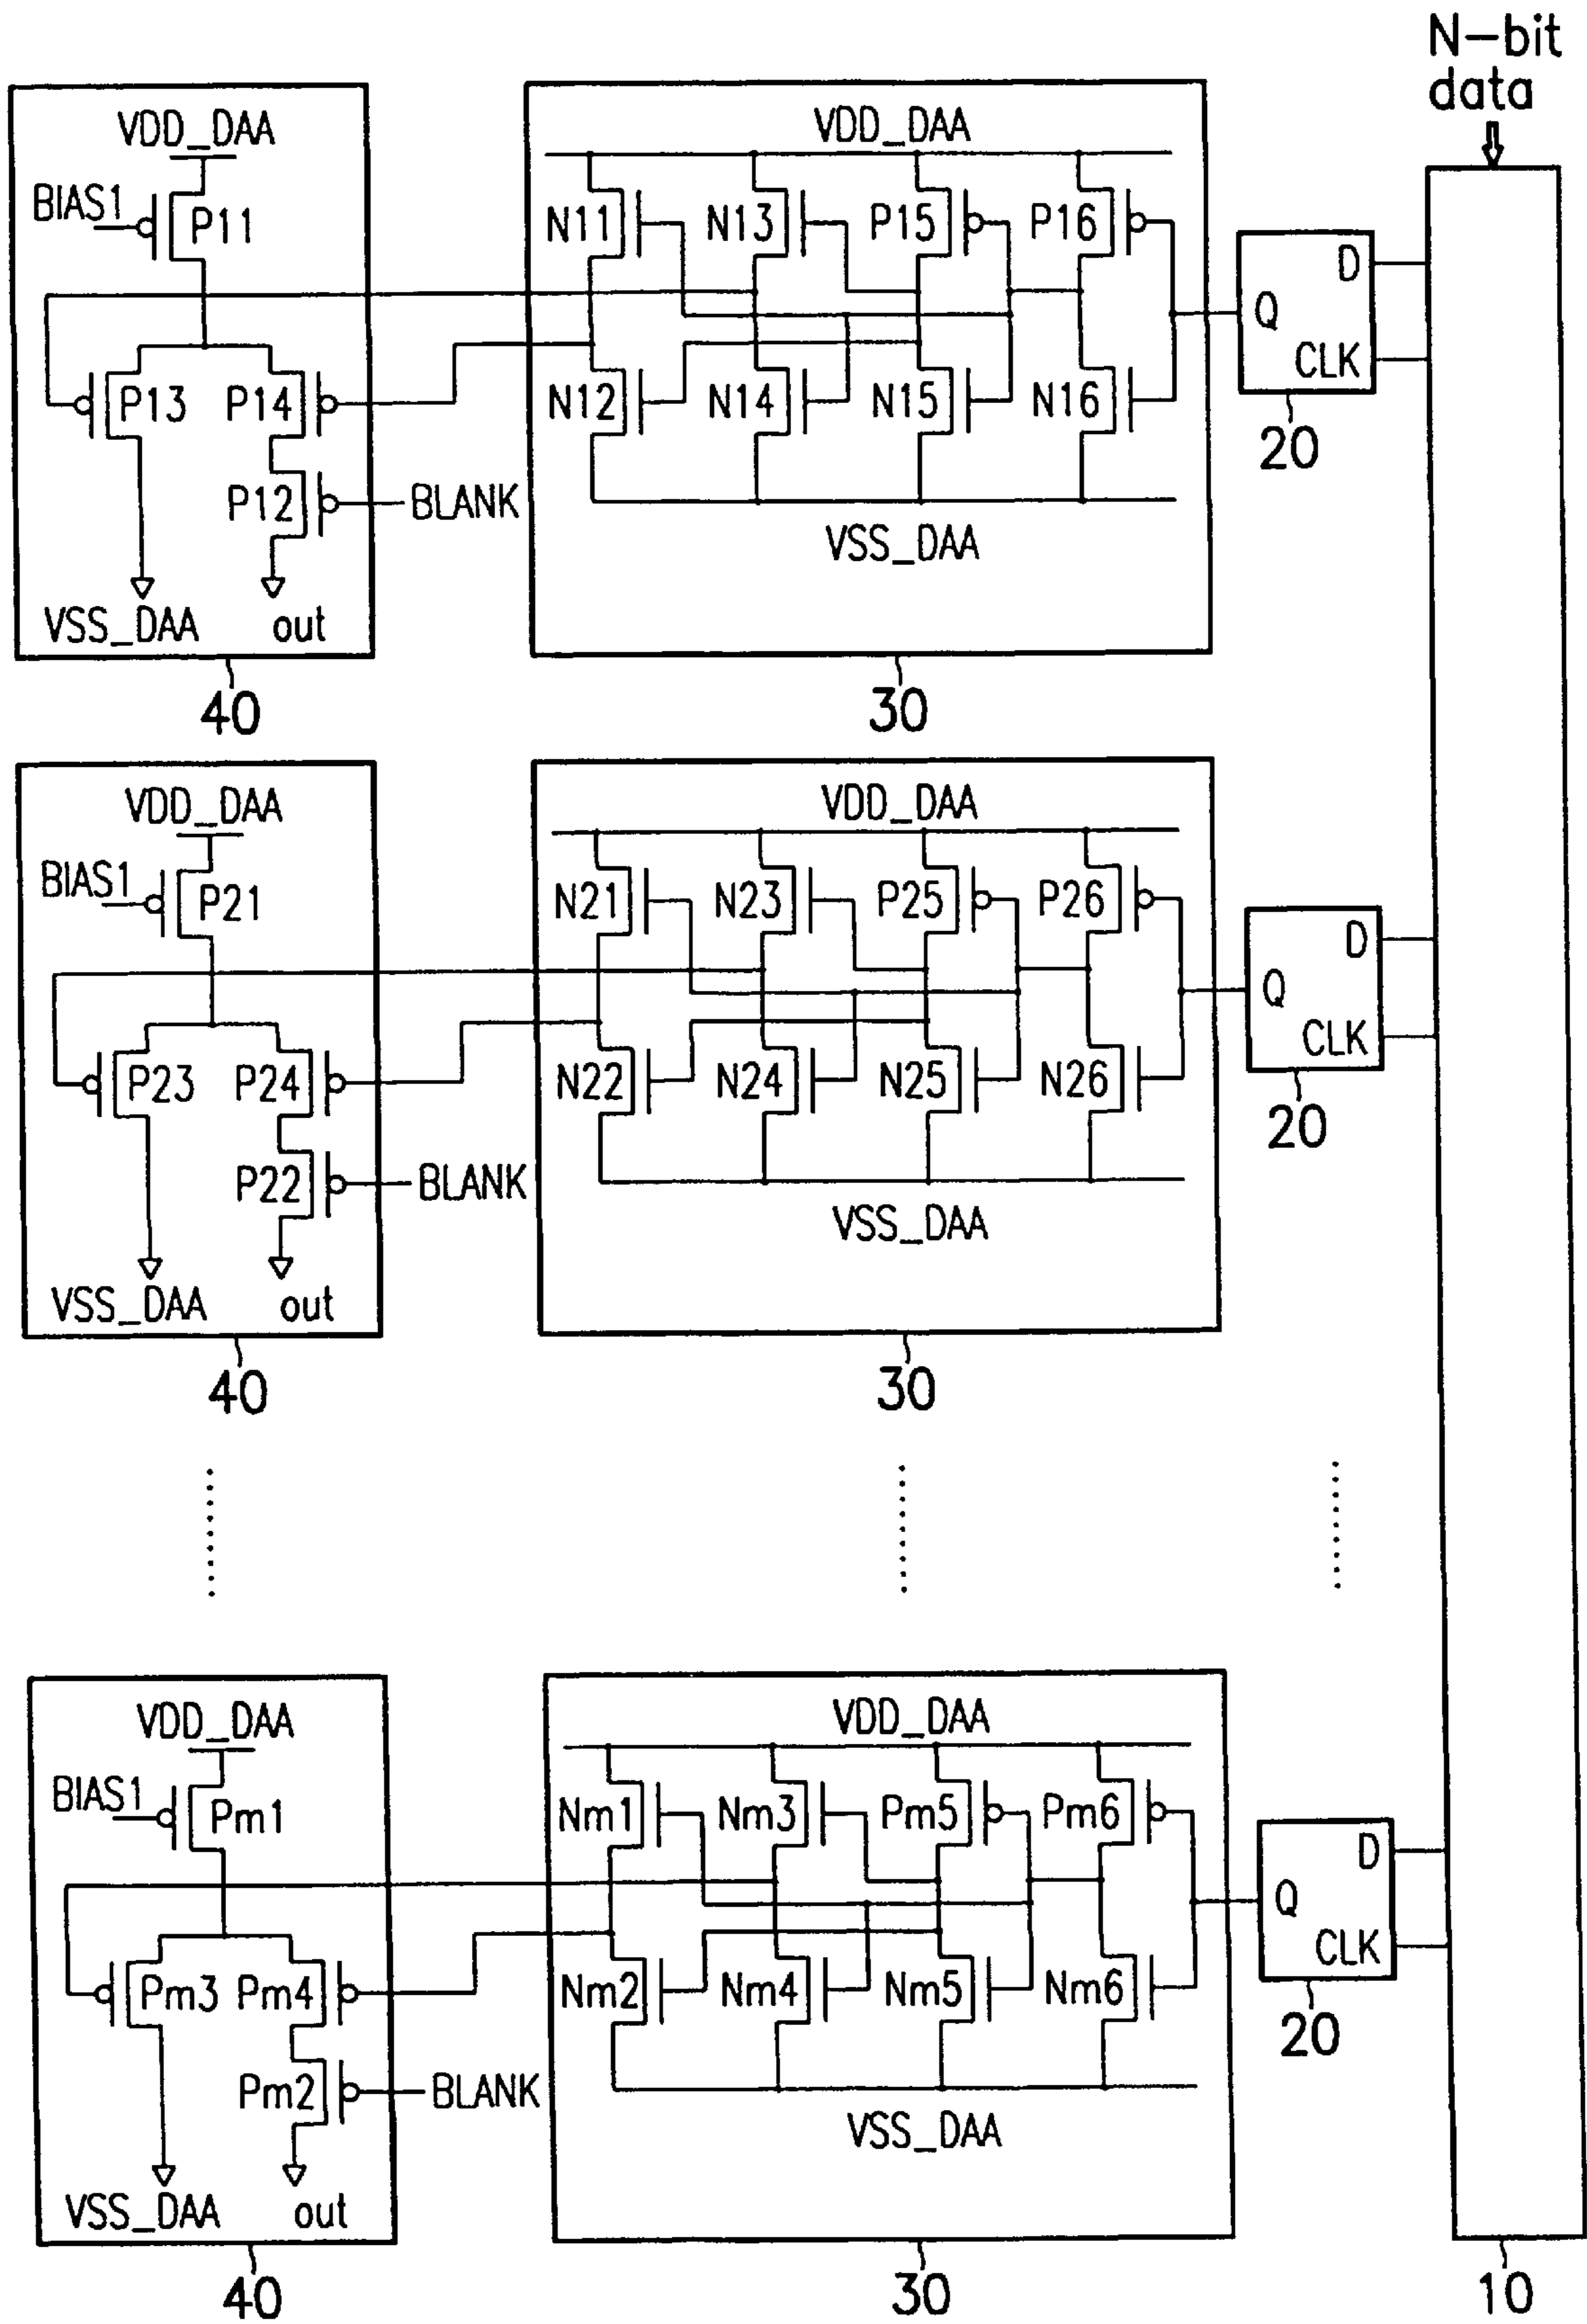 N-bit
data
VDD_DAA
BIAS1
P11
P13
P14
P12
BLANK
VSS_DAA
out
40
VDD_DAA
N11
N13
P15
P16
N12
N14
N15
N16
VSS_DAA
30
D
Q
CLK
20
VDD_DAA
BIAS1
P21
P23
P24
P22
BLANK
VSS_DAA
out
40
VDD_DAA
N21
N23
P25
P26
N22
N24
N25
N26
VSS_DAA
30
D
Q
CLK
20
VDD_DAA
BIAS1
Pm1
Pm3
Pm4
Pm2
BLANK
VSS_DAA
out
40
VDD_DAA
Nm1
Nm3
Pm5
Pm6
Nm2
Nm4
Nm5
Nm6
VSS_DAA
30
D
Q
CLK
20
10